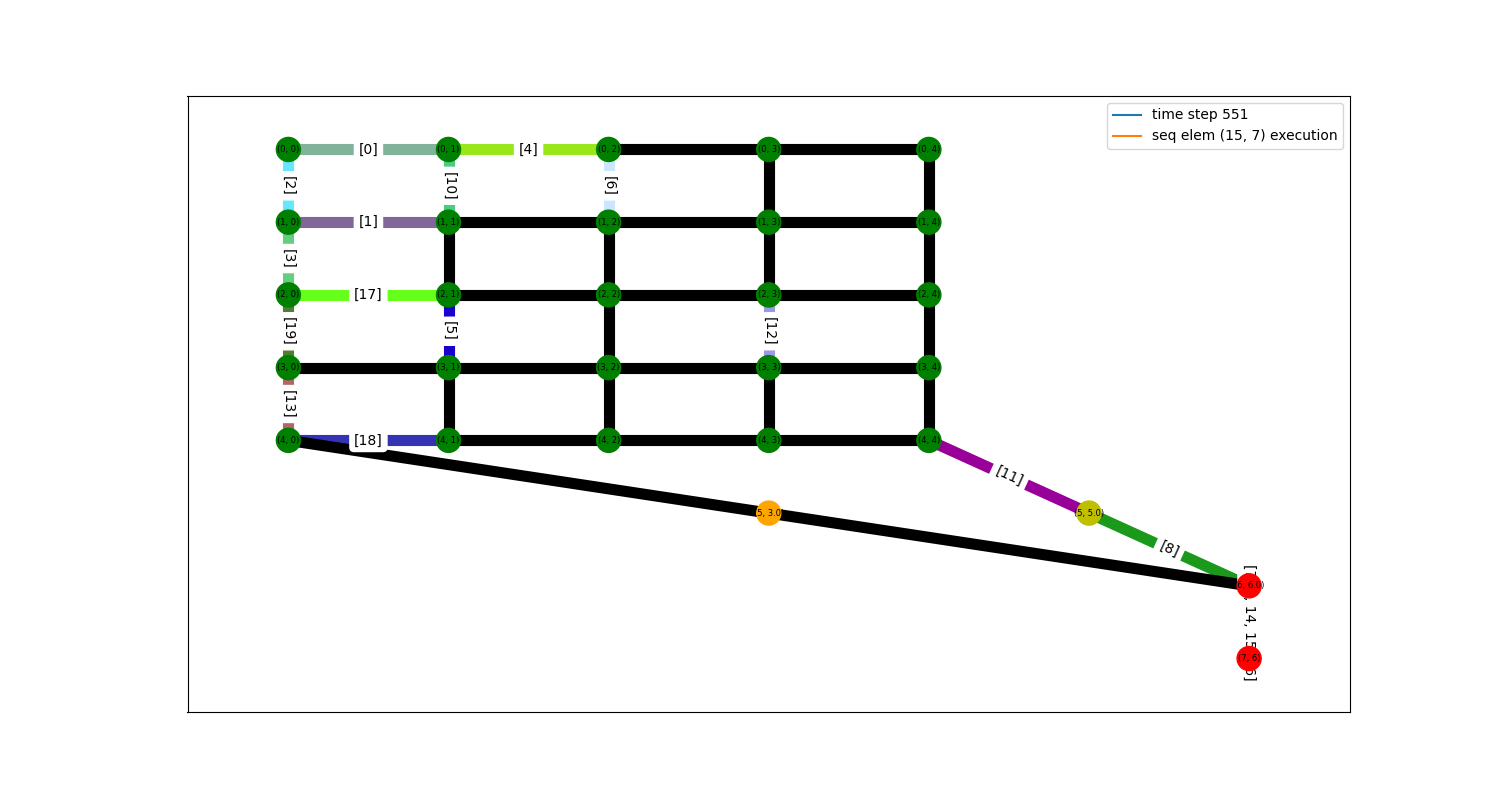 time step 551
seq elem (15, 7) execution
(0, 0) [0] (0, 1) [4] (0, 2) (0, 3) (0, 4)
[2] [10] [6]
(1, 0) [1] (1, 1) (1, 2) (1, 3) (1, 4)
[3]
(2, 0) [17] (2, 1) (2, 2) (2, 3) (2, 4)
[19] [5] [12]
(3, 0) (3, 1) (3, 2) (3, 3) (3, 4)
[13]
(4, 0) [18] (4, 1) (4, 2) (4, 3) (4, 4)
[11]
(5, 3.0) (5, 5.0)
[8]
(6, 6.0)
14,
(7, 6)